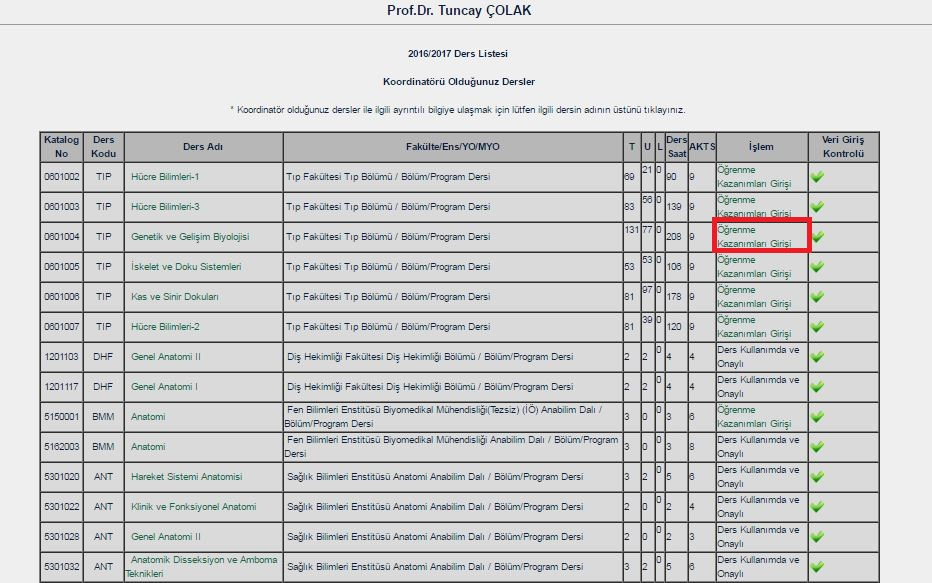 Prof.Dr. Tuncay ÇOLAK
2016/2017 Ders Listesi
Koordinatörü Olduğunuz Dersler
* Koordinatör olduğunuz dersler ile ilgili ayrıntılı bilgiye ulaşmak için lütfen ilgili dersin adının üstünü tıklayınız.
Katalog No Ders Kodu Ders Adı Fakülte/Ens/YO/MYO T U L Ders Saat AKTS İşlem Veri Giriş Kontrolü
0601002 TIP Hücre Bilimleri-1 Tıp Fakültesi Tıp Bölümü / Bölüm/Program Dersi 69 21 0 90 9 Öğrenme Kazanımları Girişi
0601003 TIP Hücre Bilimleri-3 Tıp Fakültesi Tıp Bölümü / Bölüm/Program Dersi 83 56 0 139 9 Öğrenme Kazanımları Girişi
0601004 TIP Genetik ve Gelişim Biyolojisi Tıp Fakültesi Tıp Bölümü / Bölüm/Program Dersi 131 77 0 208 9 Öğrenme Kazanımları Girişi
0601005 TIP İskelet ve Doku Sistemleri Tıp Fakültesi Tıp Bölümü / Bölüm/Program Dersi 53 53 0 106 9 Öğrenme Kazanımları Girişi
0601006 TIP Kas ve Sinir Dokuları Tıp Fakültesi Tıp Bölümü / Bölüm/Program Dersi 81 97 0 178 9 Öğrenme Kazanımları Girişi
0601007 TIP Hücre Bilimleri-2 Tıp Fakültesi Tıp Bölümü / Bölüm/Program Dersi 81 39 0 120 9 Öğrenme Kazanımları Girişi
1201103 DHF Genel Anatomi II Diş Hekimliği Fakültesi Diş Hekimliği Bölümü / Bölüm/Program Dersi 2 2 0 4 4 Ders Kullanımda ve Onaylı
1201117 DHF Genel Anatomi I Diş Hekimliği Fakültesi Diş Hekimliği Bölümü / Bölüm/Program Dersi 2 2 0 4 4 Ders Kullanımda ve Onaylı
5150001 BMM Anatomi Fen Bilimleri Enstitüsü Biyomedikal Mühendisliği(Tezsiz) (İÖ) Anabilim Dalı / Bölüm/Program Dersi 3 0 0 3 6 Öğrenme Kazanımları Girişi
5162003 BMM Anatomi Fen Bilimleri Enstitüsü Biyomedikal Mühendisliği Anabilim Dalı / Bölüm/Program Dersi 3 0 0 3 8 Ders Kullanımda ve Onaylı
5301020 ANT Hareket Sistemi Anatomisi Sağlık Bilimleri Enstitüsü Anatomi Anabilim Dalı / Bölüm/Program Dersi 3 2 0 5 6 Ders Kullanımda ve Onaylı
5301022 ANT Klinik ve Fonksiyonel Anatomi Sağlık Bilimleri Enstitüsü Anatomi Anabilim Dalı / Bölüm/Program Dersi 2 0 0 2 4 Ders Kullanımda ve Onaylı
5301028 ANT Genel Anatomi II Sağlık Bilimleri Enstitüsü Anatomi Anabilim Dalı / Bölüm/Program Dersi 2 0 0 2 3 Ders Kullanımda ve Onaylı
5301032 ANT Anatomik Disseksiyon ve Amboma Teknikleri Sağlık Bilimleri Enstitüsü Anatomi Anabilim Dalı / Bölüm/Program Dersi 3 2 0 5 6 Ders Kullanımda ve Onaylı